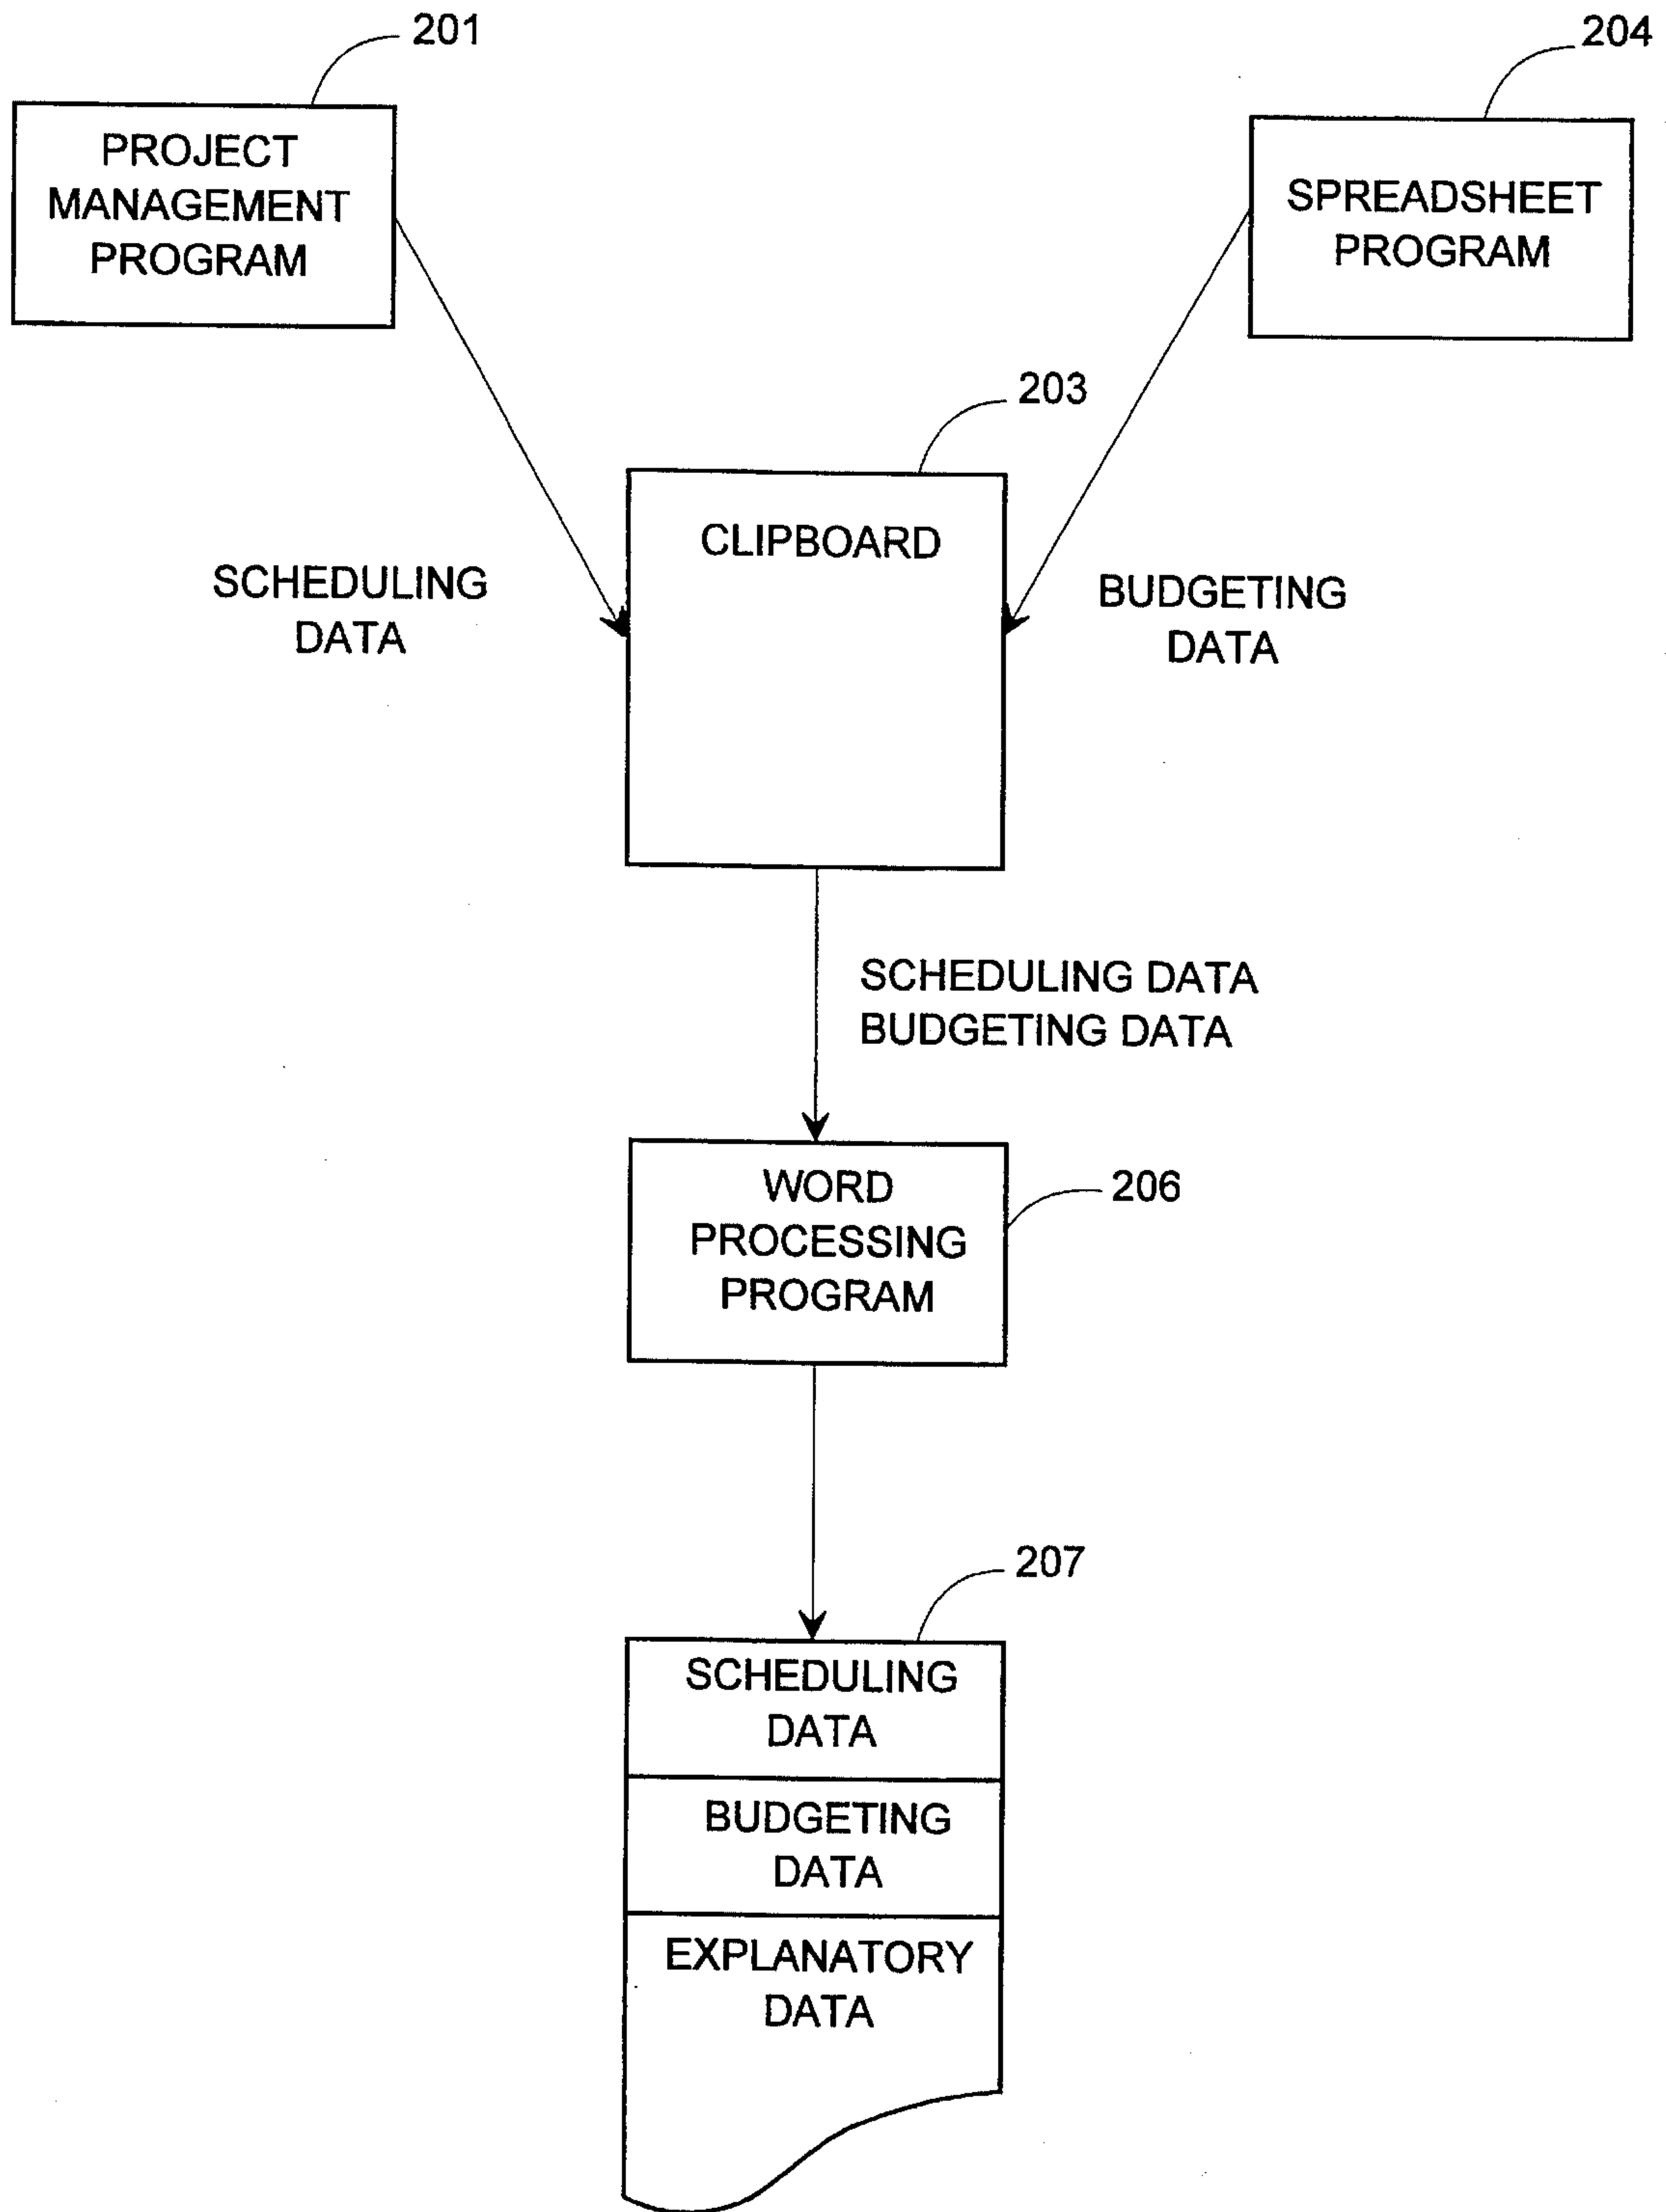 201
204
PROJECT
MANAGEMENT
PROGRAM
SPREADSHEET
PROGRAM
203
CLIPBOARD
SCHEDULING
DATA
BUDGETING
DATA
SCHEDULING DATA
BUDGETING DATA
WORD
PROCESSING
PROGRAM
206
207
SCHEDULING
DATA
BUDGETING
DATA
EXPLANATORY
DATA